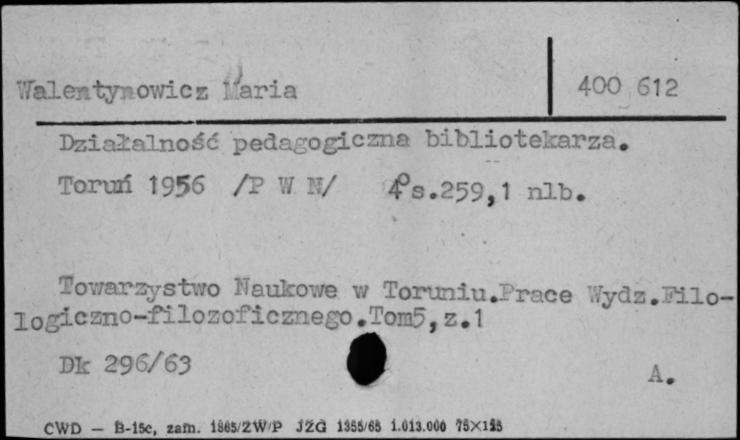 Walentynowicz Maria 400 612
Działalność pedagogiczna bibliotekarza.
Toruń 1956 /P W N/ 4° s.259,1 nlb.
Towarzystwo Naukowe w Toruniu.Prace Wydz.Filo-
logiczno-filozoficznego.Tom5,z.1
Dk 296/63 A.
CWD — B-15c, zam. 1865/ZW/P JZG 1355/65 1.013.000 75×125